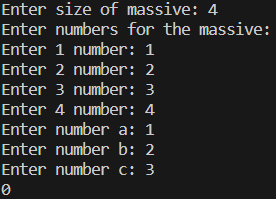 Enter size of massive: 4
Enter numbers for the massive:
Enter 1 number: 1
Enter 2 number: 2
Enter 3 number: 3
Enter 4 number: 4
Enter number a: 1
Enter number b: 2
Enter number c: 3
0